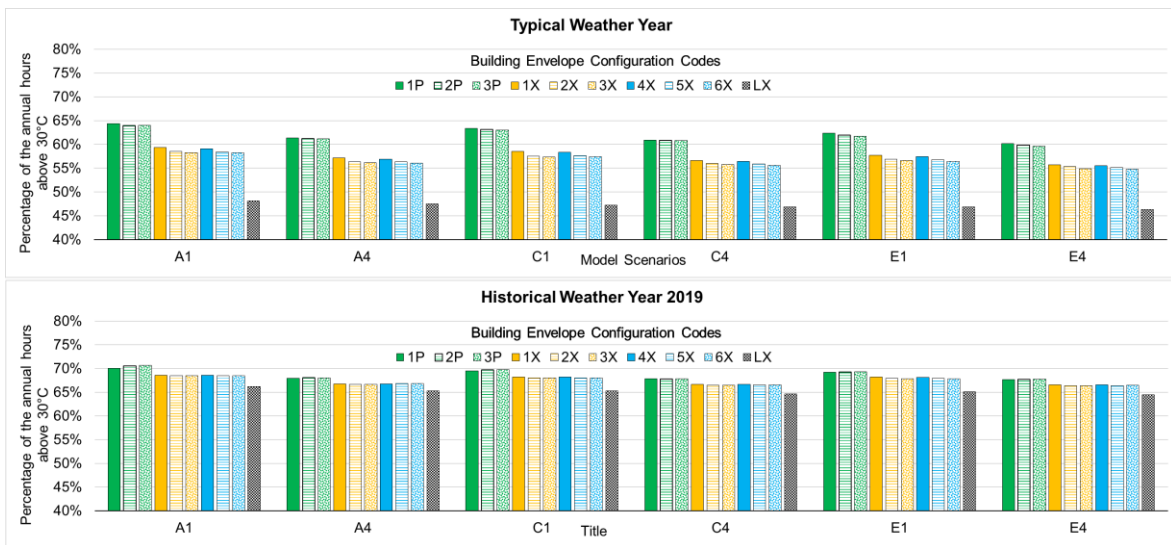 Typical Weather Year
Percentage of the annual hours
above 30°C
80%
75%
70%
65%
60%
55%
50%
45%
40%
Building Envelope Configuration Codes
1P 2P 3P 1X 2X 3X 4X 5X 6X LX
A1 A4 C1 C4 E1 E4
Model Scenarios
Historical Weather Year 2019
Percentage of the annual hours
above 30°C
80%
75%
70%
65%
60%
55%
50%
45%
40%
Building Envelope Configuration Codes
1P 2P 3P 1X 2X 3X 4X 5X 6X LX
A1 A4 C1 C4 E1 E4
Title